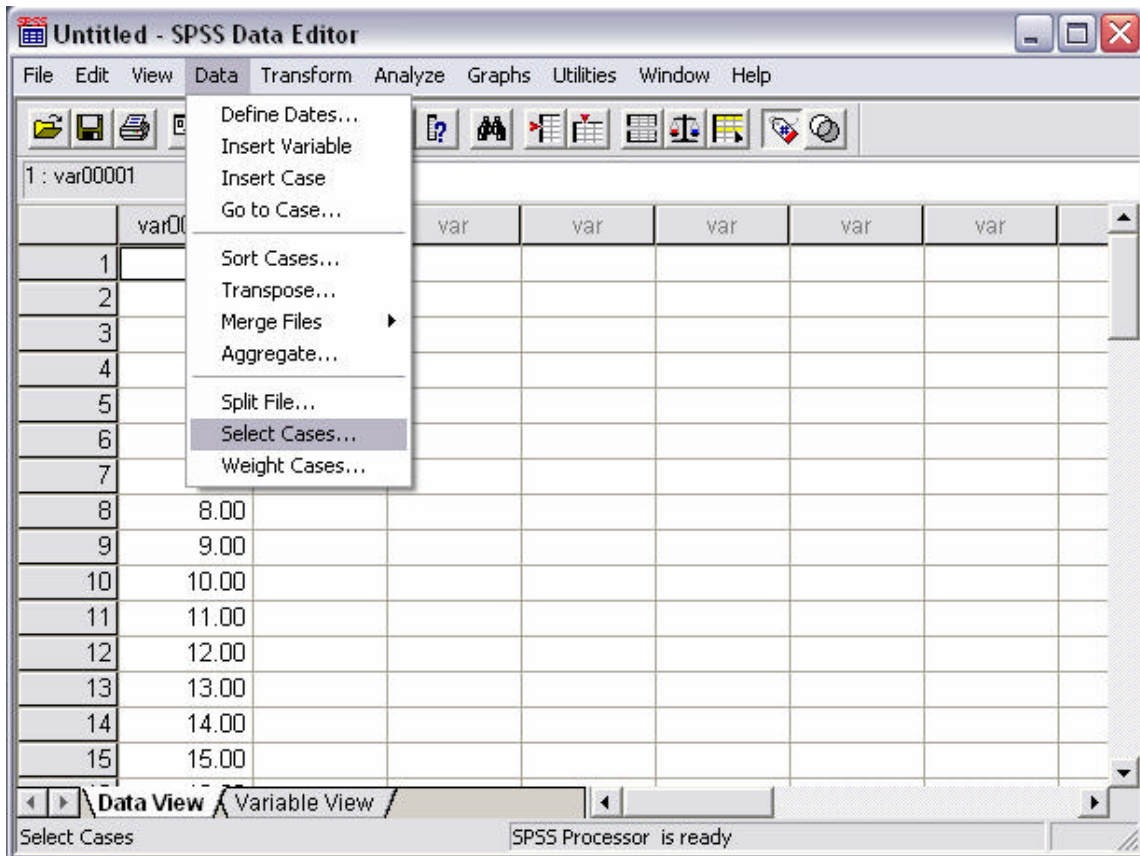 SPSS
Untitled - SPSS Data Editor
File Edit View Data Transform Analyze Graphs Utilities Window Help
Define Dates...
Insert Variable
Insert Case
Go to Case...
Sort Cases...
Transpose...
Merge Files
Aggregate...
Split File...
Select Cases...
Weight Cases...
1 : var00001
var var var var var
1
2
3
4
5
6
7
8 8.00
9 9.00
10 10.00
11 11.00
12 12.00
13 13.00
14 14.00
15 15.00
Data View Variable View
Select Cases SPSS Processor is ready